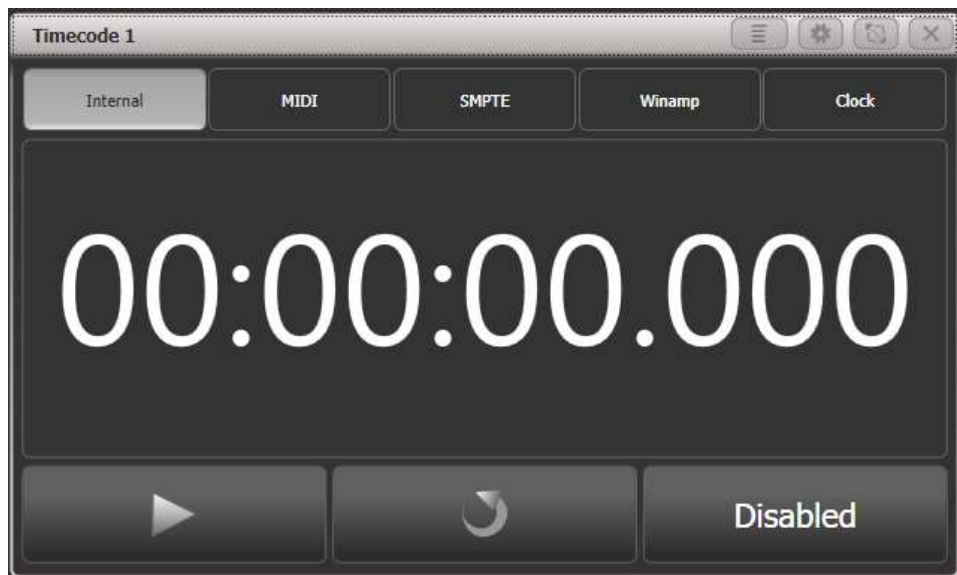 Timecode 1
Internal MIDI SMPTE Winamp Clock
00:00:00.000
Disabled